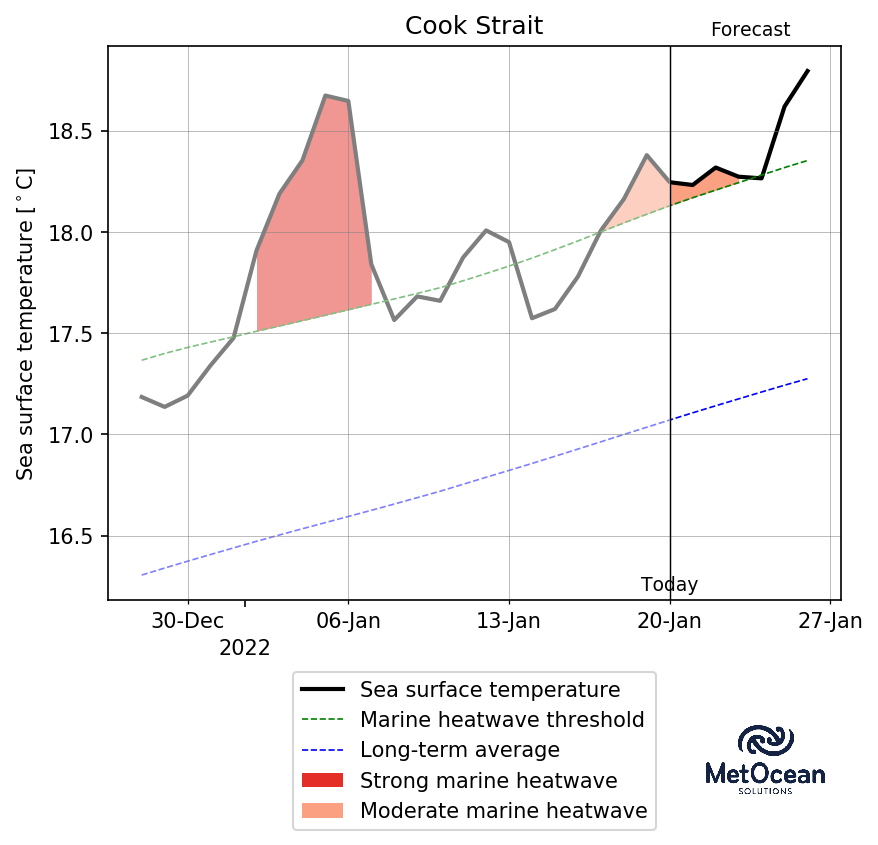 Cook Strait
Forecast
Sea surface temperature [°C]
18.5
18.0
17.5
17.0
16.5
Today
30-Dec
06-Jan
13-Jan
20-Jan
27-Jan
2022
Sea surface temperature
Marine heatwave threshold
Long-term average
Strong marine heatwave
Moderate marine heatwave
MetOcean
SOLUTIONS